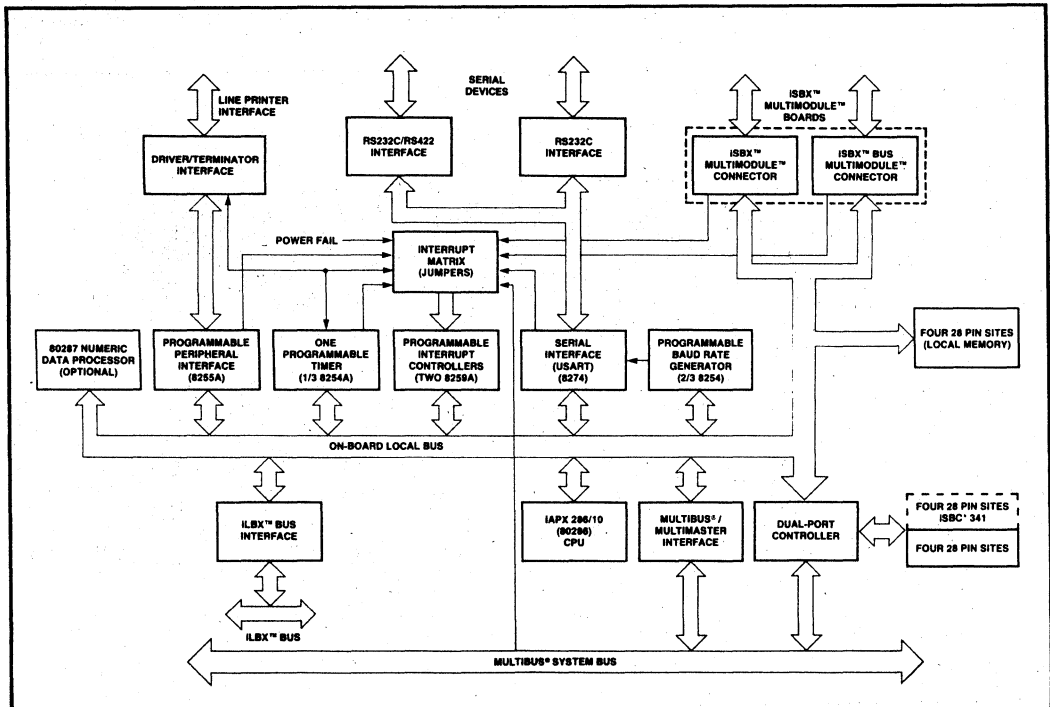 LINE PRINTER
INTERFACE
SERIAL
DEVICES
iSBX™
MULTIMODULE™
BOARDS
DRIVER/TERMINATOR
INTERFACE
RS232C/RS422
INTERFACE
RS232C
INTERFACE
iSBX™
MULTIMODULE™
CONNECTOR
iSBX™ BUS
MULTIMODULE™
CONNECTOR
POWER FAIL
INTERRUPT
MATRIX
(JUMPERS)
80287 NUMERIC
DATA PROCESSOR
(OPTIONAL)
PROGRAMMABLE
PERIPHERAL
INTERFACE
(8255A)
ONE
PROGRAMMABLE
TIMER
(1/3 8254A)
PROGRAMMABLE
INTERRUPT
CONTROLLERS
(TWO 8259A)
SERIAL
INTERFACE
(USART)
(8274)
PROGRAMMABLE
BAUD RATE
GENERATOR
(2/3 8254)
FOUR 28 PIN SITES
(LOCAL MEMORY)
ON-BOARD LOCAL BUS
iLBX™ BUS
INTERFACE
iAPX 286/10
(80286)
CPU
MULTIBUS® /
MULTIMASTER
INTERFACE
DUAL-PORT
CONTROLLER
FOUR 28 PIN SITES
iSBC® 341
FOUR 28 PIN SITES
iLBX™ BUS
MULTIBUS® SYSTEM BUS